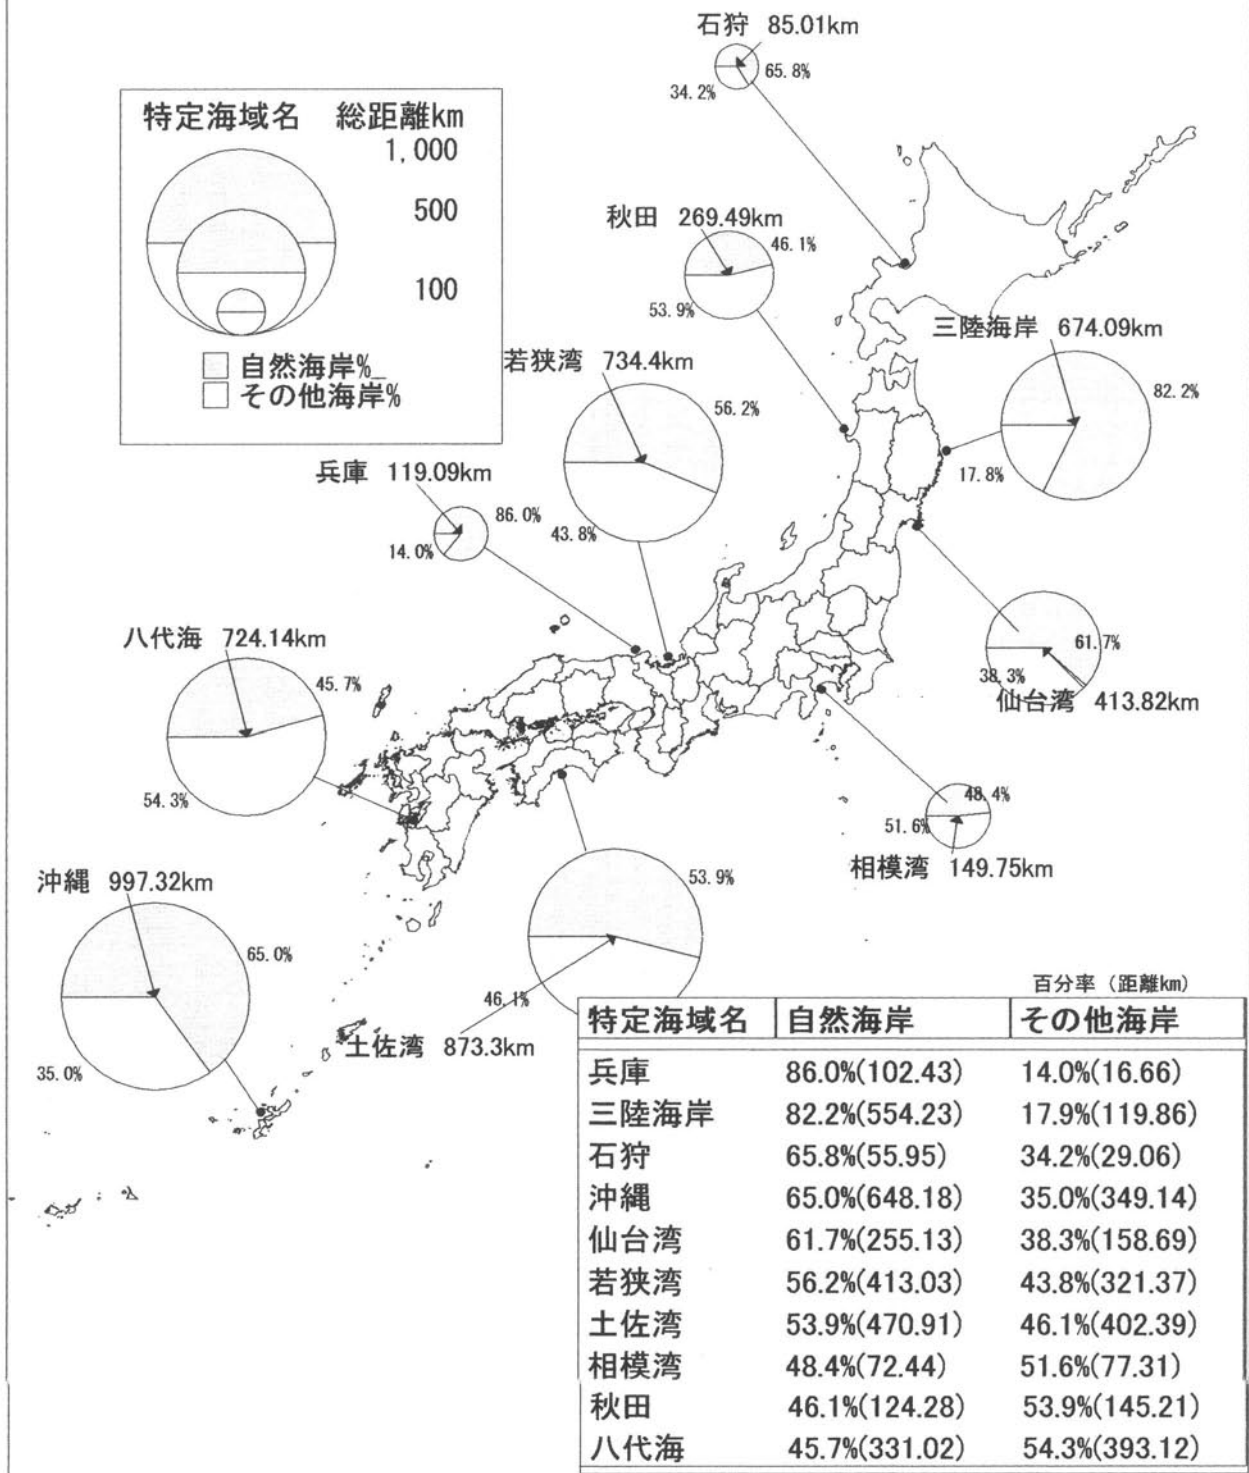 石狩 85.01km
65.8%
34.2%
特定海域名 総距離km
1,000
500
100
自然海岸%_
その他海岸%
秋田 269.49km
46.1%
53.9%
三陸海岸 674.09km
82.2%
17.8%
若狭湾 734.4km
56.2%
43.8%
兵庫 119.09km
86.0%
14.0%
61.7%
38.3%
仙台湾 413.82km
八代海 724.14km
45.7%
54.3%
48.4%
51.6%
相模湾 149.75km
沖縄 997.32km
65.0%
35.0%
53.9%
46.1%
土佐湾 873.3km
百分率（距離km）
特定海域名 自然海岸 その他海岸
兵庫 86.0%(102.43) 14.0%(16.66)
三陸海岸 82.2%(554.23) 17.9%(119.86)
石狩 65.8%(55.95) 34.2%(29.06)
沖縄 65.0%(648.18) 35.0%(349.14)
仙台湾 61.7%(255.13) 38.3%(158.69)
若狭湾 56.2%(413.03) 43.8%(321.37)
土佐湾 53.9%(470.91) 46.1%(402.39)
相模湾 48.4%(72.44) 51.6%(77.31)
秋田 46.1%(124.28) 53.9%(145.21)
八代海 45.7%(331.02) 54.3%(393.12)